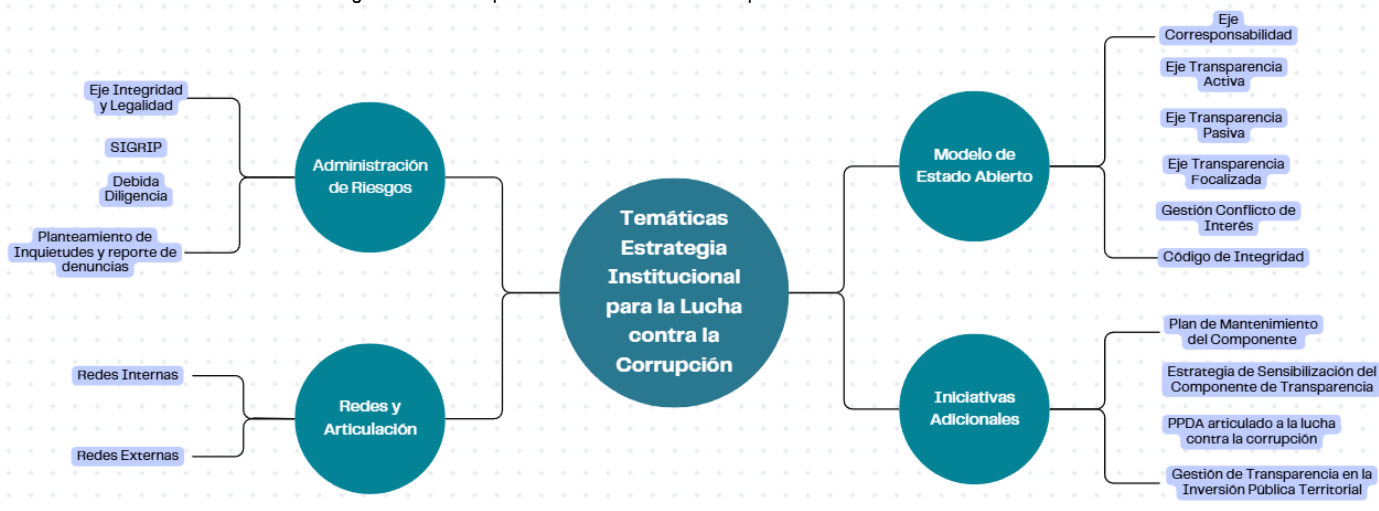 Eje Integridad
y Legalidad
SIGRIP
Debida
Diligencia
Planteamiento de
Inquietudes y reporte de
denuncias
Administración
de Riesgos
Redes Internas
Redes Externas
Redes y
Articulación
Temáticas
Estrategia
Institucional
para la Lucha
contra la
Corrupción
Modelo de
Estado Abierto
Eje
Corresponsabilidad
Eje Transparencia
Activa
Eje Transparencia
Pasiva
Eje Transparencia
Focalizada
Gestión Conflicto de
Interés
Código de Integridad
Iniciativas
Adicionales
Plan de Mantenimiento
del Componente
Estrategia de Sensibilización del
Componente de Transparencia
PPDA articulado a la lucha
contra la corrupción
Gestión de Transparencia en la
Inversión Pública Territorial